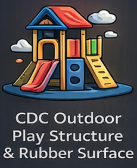 CDC Outdoor
Play Structure
& Rubber Surface